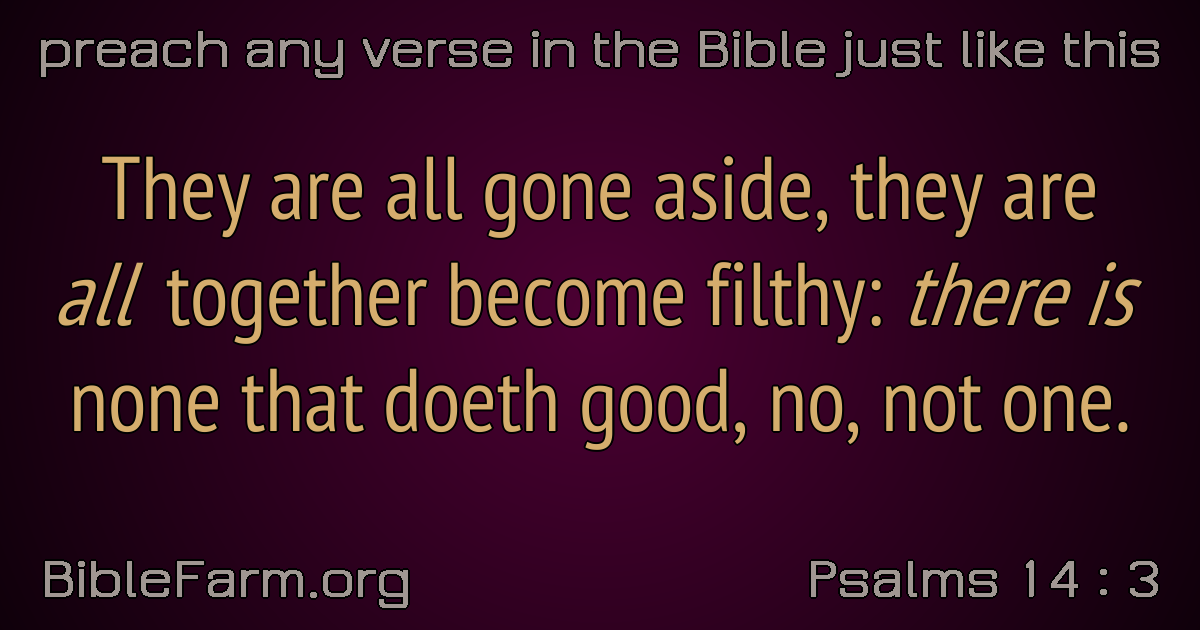 preach any verse in the Bible just like this
They are all gone aside, they are
all together become filthy: there is
none that doeth good, no, not one.
BibleFarm.org
Psalms 14 : 3